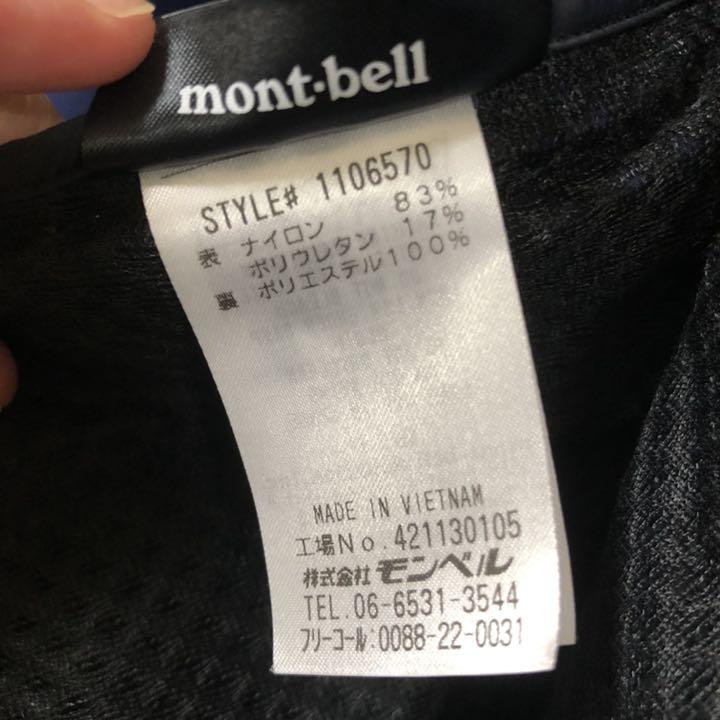 mont·bell
STYLE# 1106570
表 ナイロン 83%
ポリウレタン 17%
裏 ポリエステル100%
MADE IN VIETNAM
工場No.421130105
株式会社 モンベル
TEL.06-6531-3544
フリーコール:0088-22-0031